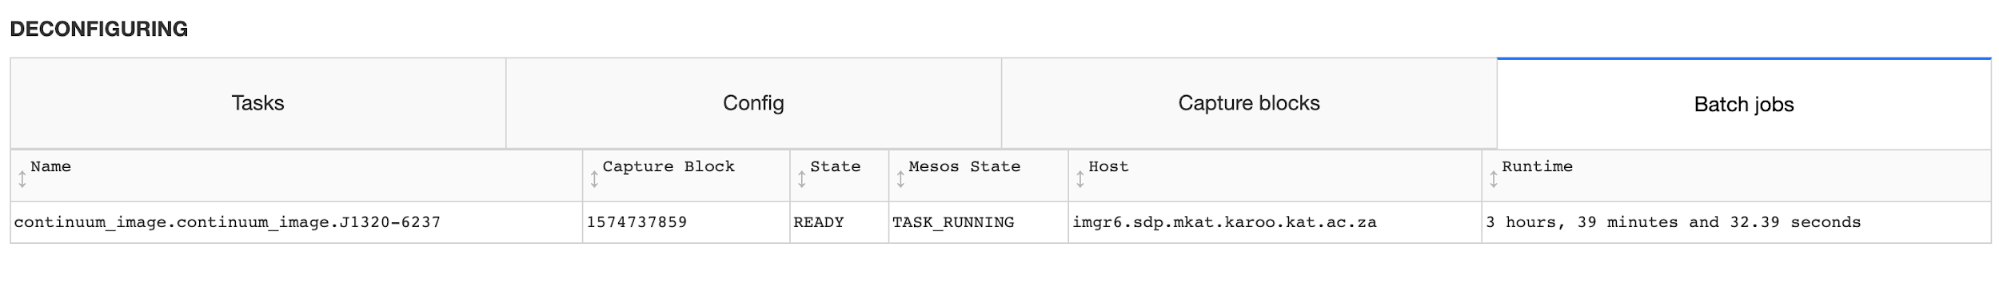 DECONFIGURING
Tasks Config Capture blocks Batch jobs
Name Capture Block State Mesos State Host Runtime
continuum_image.continuum_image.J1320-6237 1574737859 READY TASK_RUNNING imgr6.sdp.mkat.karoo.kat.ac.za 3 hours, 39 minutes and 32.39 seconds